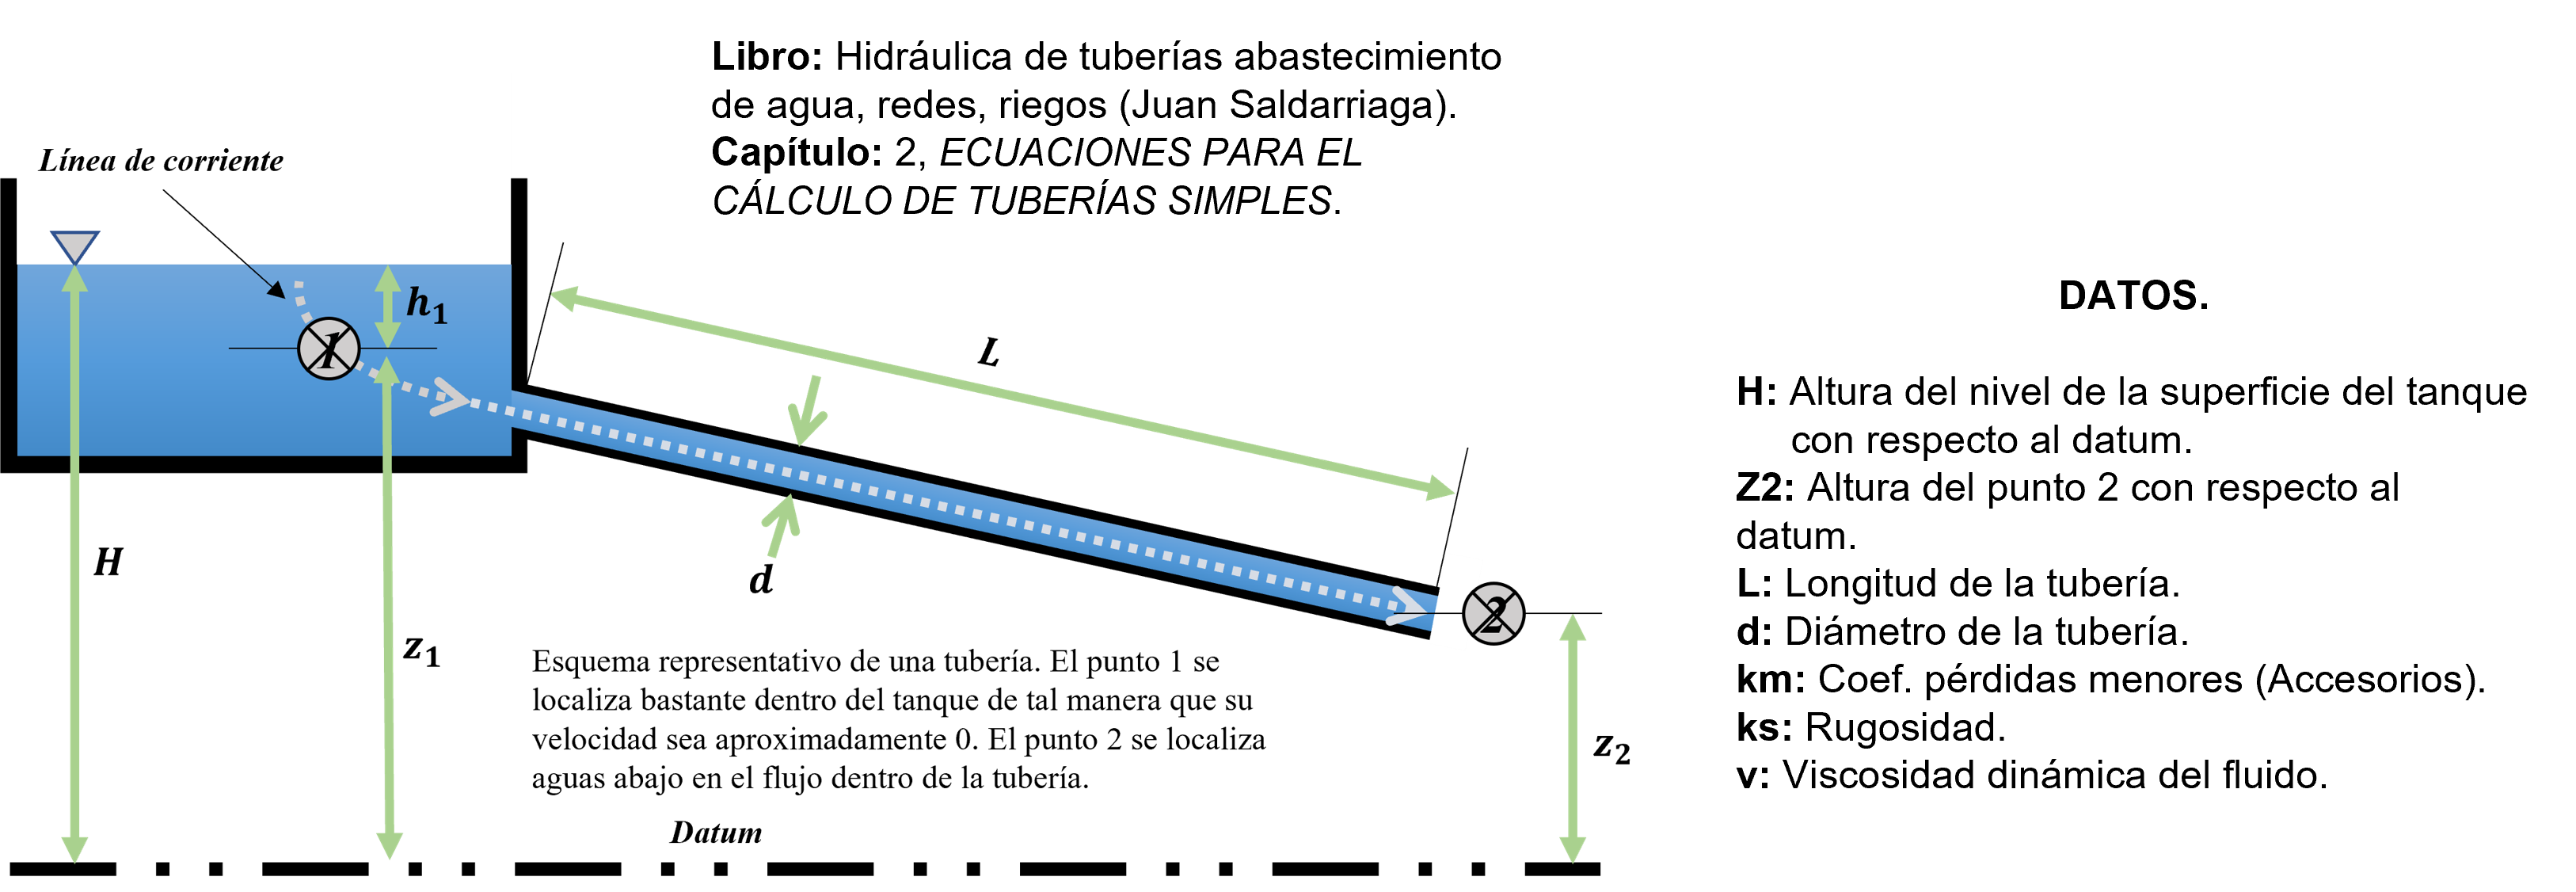 Libro: Hidráulica de tuberías abastecimiento
de agua, redes, riegos (Juan Saldarriaga).
Capítulo: 2, ECUACIONES PARA EL
CÁLCULO DE TUBERÍAS SIMPLES.
Línea de corriente
h₁
1
L
d
H
z₁
2
z₂
Esquema representativo de una tubería. El punto 1 se
localiza bastante dentro del tanque de tal manera que su
velocidad sea aproximadamente 0. El punto 2 se localiza
aguas abajo en el flujo dentro de la tubería.
Datum
DATOS.
H: Altura del nivel de la superficie del tanque
con respecto al datum.
Z2: Altura del punto 2 con respecto al
datum.
L: Longitud de la tubería.
d: Diámetro de la tubería.
km: Coef. pérdidas menores (Accesorios).
ks: Rugosidad.
v: Viscosidad dinámica del fluido.